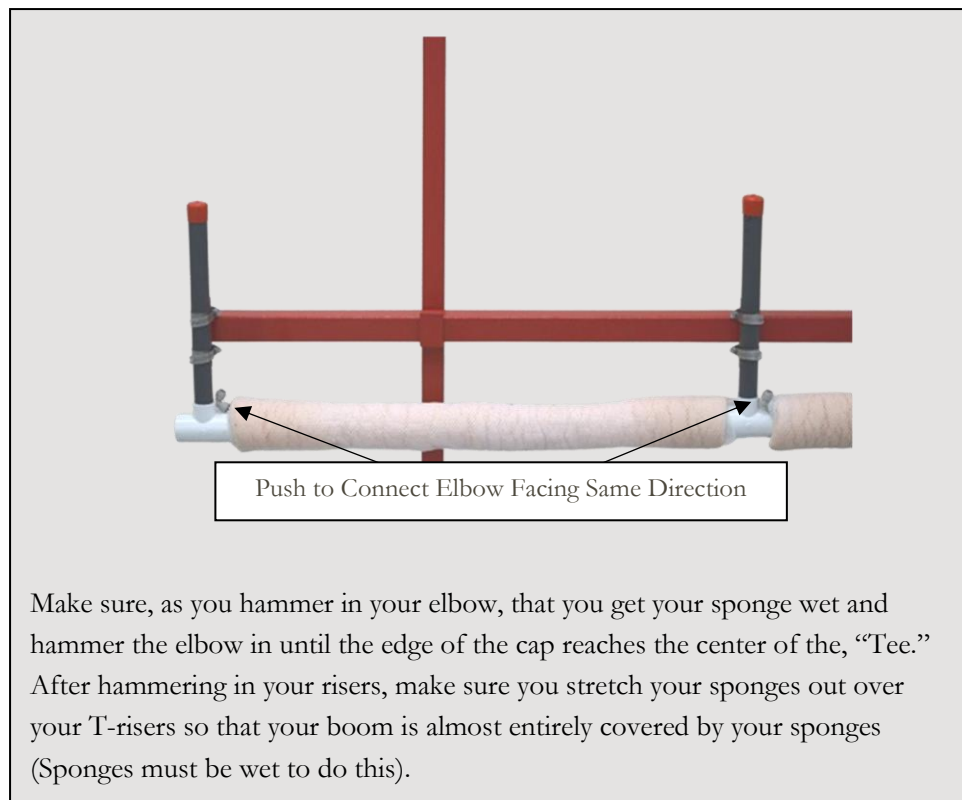 Push to Connect Elbow Facing Same Direction
Make sure, as you hammer in your elbow, that you get your sponge wet and
hammer the elbow in until the edge of the cap reaches the center of the, “Tee.”
After hammering in your risers, make sure you stretch your sponges out over
your T-risers so that your boom is almost entirely covered by your sponges
(Sponges must be wet to do this).